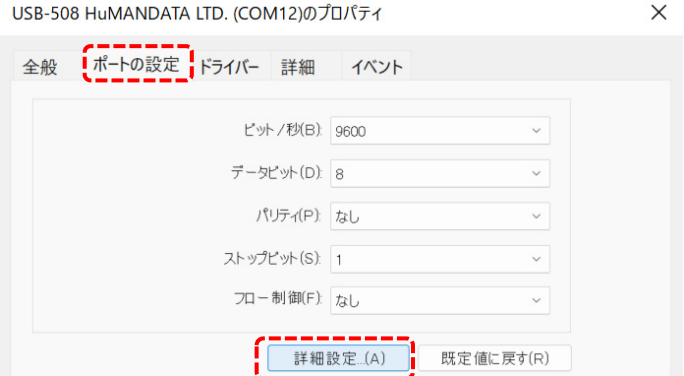 USB-508 HuMANDATA LTD. (COM12)のプロパティ
全般 ポートの設定 ドライバー 詳細 イベント
ビット/秒(B): 9600
データビット(D): 8
パリティ(P): なし
ストップビット(S): 1
フロー制御(F): なし
詳細設定...(A) 既定値に戻す(R)